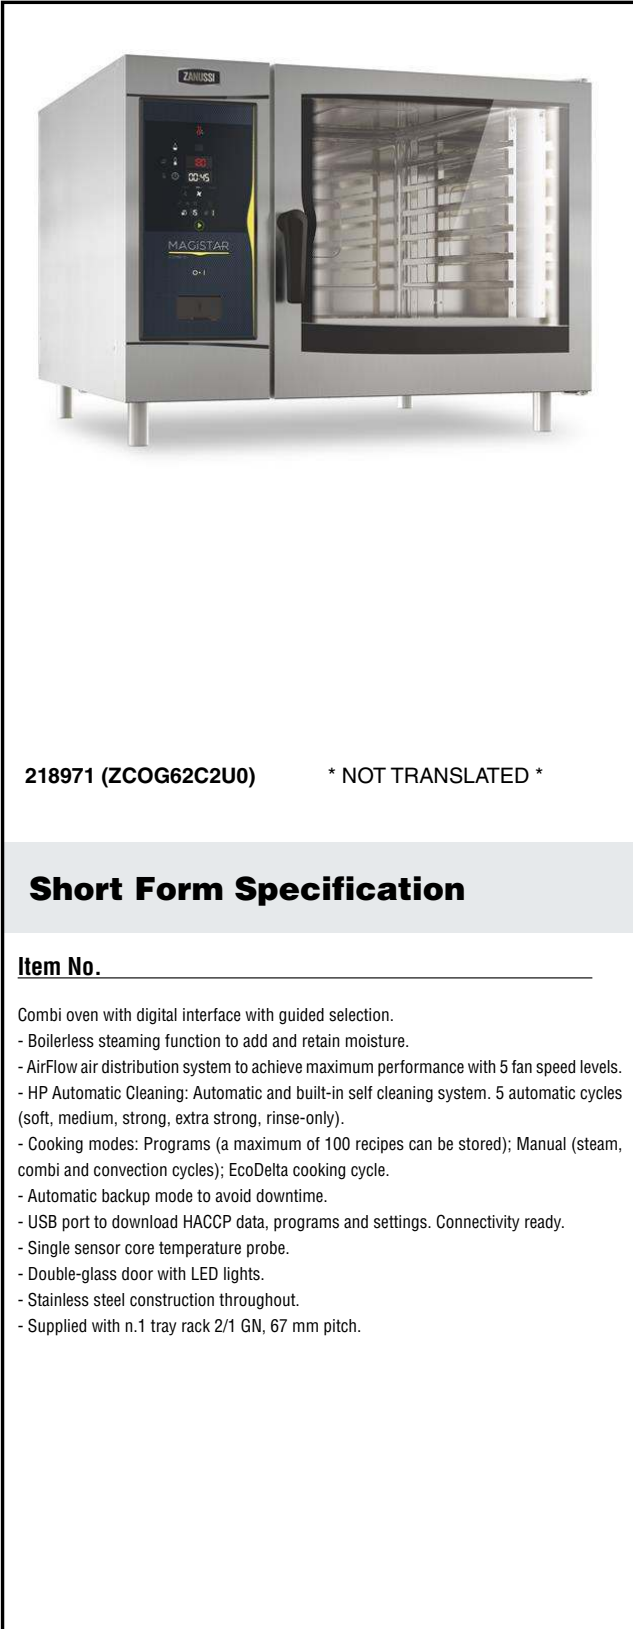 ZANUSSI
180
00:45
15 1
MAGISTAR
218971 (ZCOG62C2U0) * NOT TRANSLATED *
Short Form Specification
Item No.
Combi oven with digital interface with guided selection.
- Boilerless steaming function to add and retain moisture.
- AirFlow air distribution system to achieve maximum performance with 5 fan speed levels.
- HP Automatic Cleaning: Automatic and built-in self cleaning system. 5 automatic cycles
(soft, medium, strong, extra strong, rinse-only).
- Cooking modes: Programs (a maximum of 100 recipes can be stored); Manual (steam,
combi and convection cycles); EcoDelta cooking cycle.
- Automatic backup mode to avoid downtime.
- USB port to download HACCP data, programs and settings. Connectivity ready.
- Single sensor core temperature probe.
- Double-glass door with LED lights.
- Stainless steel construction throughout.
- Supplied with n.1 tray rack 2/1 GN, 67 mm pitch.